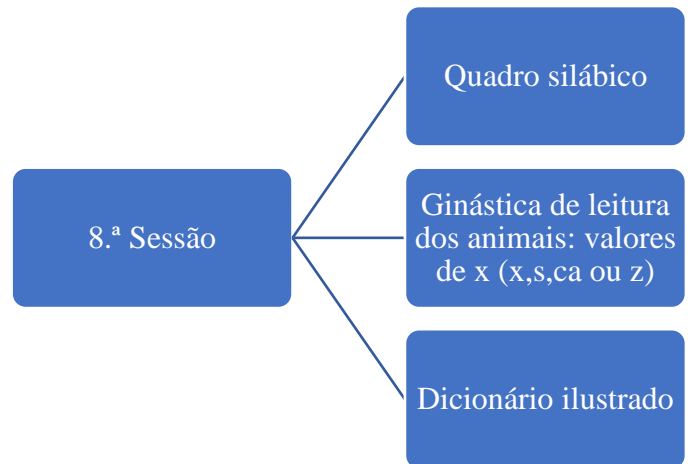 8.ª Sessão
Quadro silábico
Ginástica de leitura
dos animais: valores
de x (x,s,ca ou z)
Dicionário ilustrado